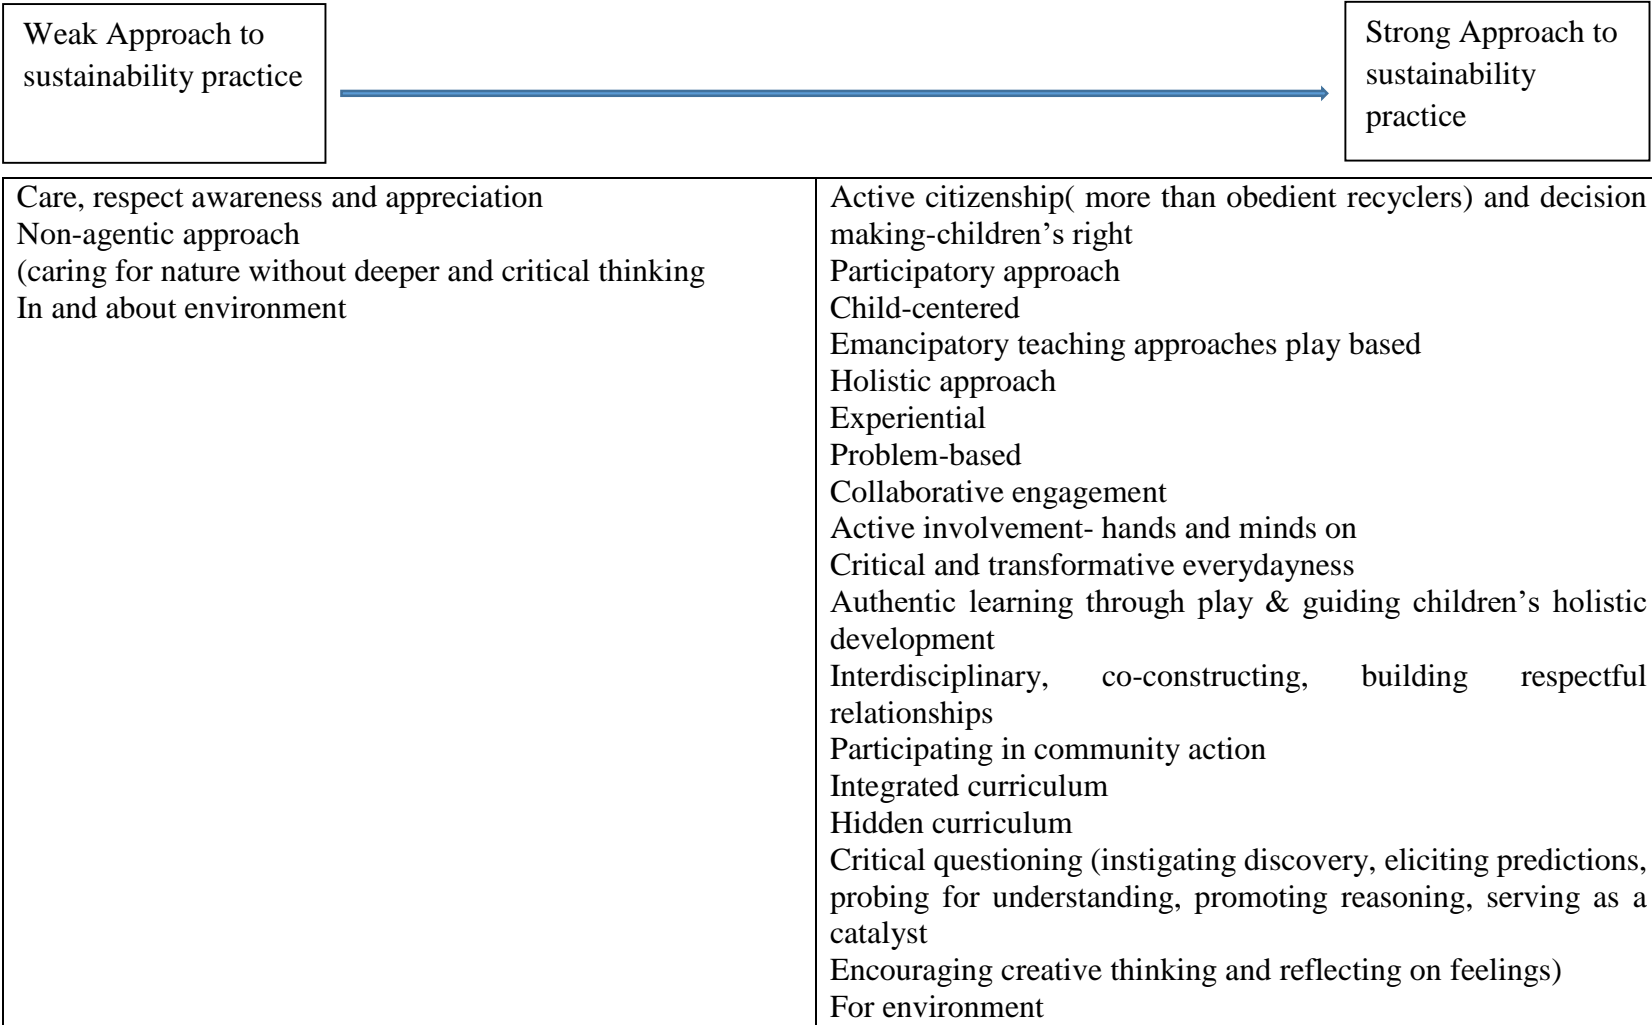 Weak Approach to
sustainability practice
Strong Approach to
sustainability
practice
Care, respect awareness and appreciation
Non-agentic approach
(caring for nature without deeper and critical thinking
In and about environment
Active citizenship( more than obedient recyclers) and decision
making-children’s right
Participatory approach
Child-centered
Emancipatory teaching approaches play based
Holistic approach
Experiential
Problem-based
Collaborative engagement
Active involvement- hands and minds on
Critical and transformative everydayness
Authentic learning through play & guiding children’s holistic
development
Interdisciplinary, co-constructing, building respectful
relationships
Participating in community action
Integrated curriculum
Hidden curriculum
Critical questioning (instigating discovery, eliciting predictions,
probing for understanding, promoting reasoning, serving as a
catalyst
Encouraging creative thinking and reflecting on feelings)
For environment